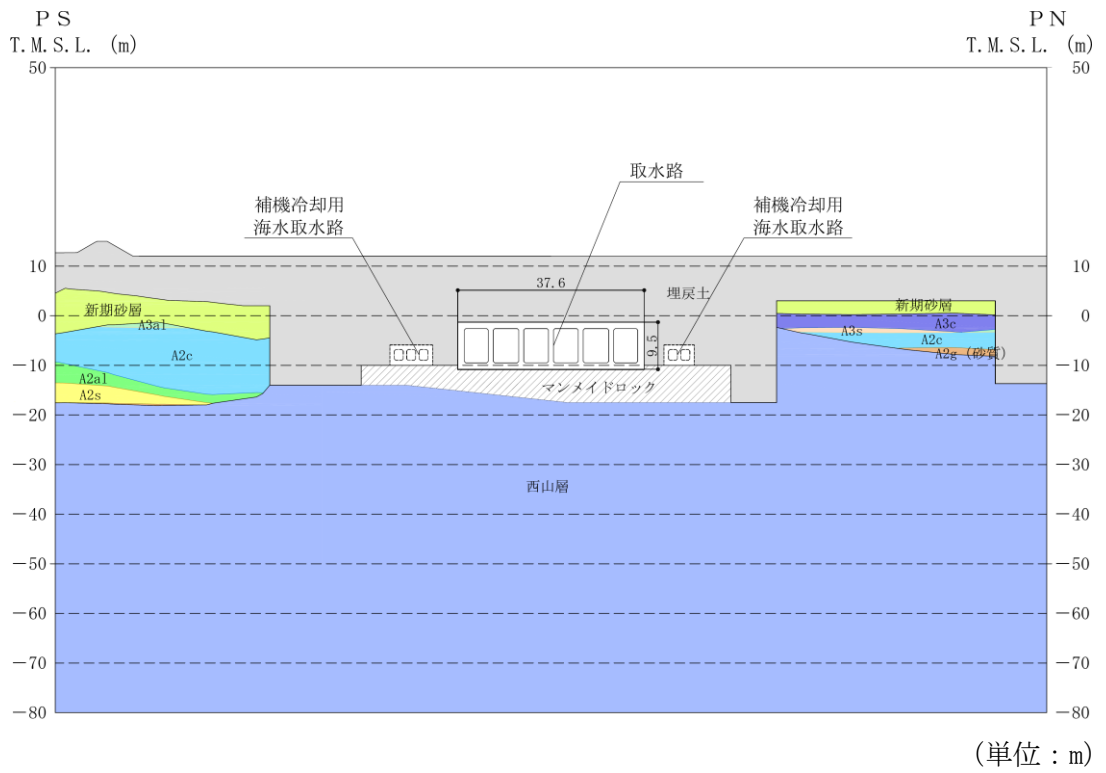 PS
PN
T.M.S.L. (m)
T.M.S.L. (m)
50
50
取水路
補機冷却用
海水取水路
補機冷却用
海水取水路
10
10
37.6
埋戻土
新期砂層
新期砂層
0
0
A3al
A3c
A3s
9.5
A2c
A2c
A2g（砂質）
-10
-10
A2al
マンメイドロック
A2s
-20
-20
-30
-30
西山層
-40
-40
-50
-50
-60
-60
-70
-70
-80
-80
(単位：m)